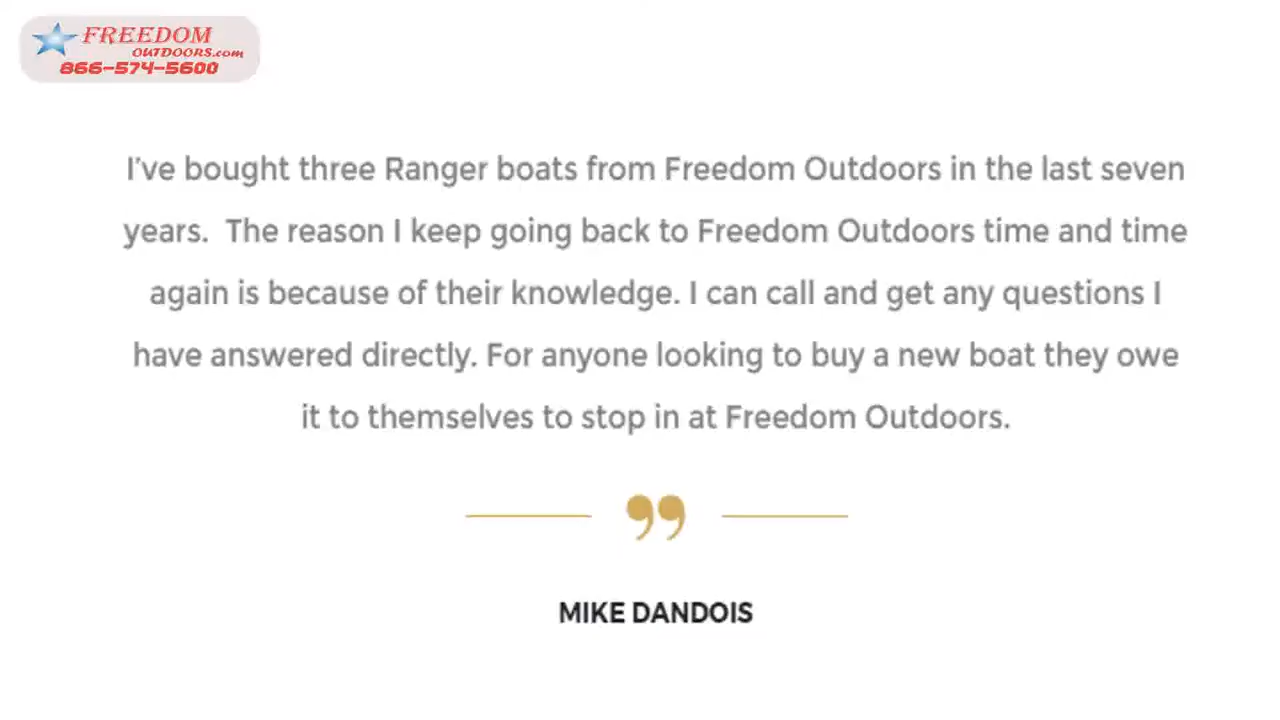 FREEDOM
OUTDOORS.com
866-574-5600
I've bought three Ranger boats from Freedom Outdoors in the last seven
years.  The reason I keep going back to Freedom Outdoors time and time
again is because of their knowledge. I can call and get any questions I
have answered directly. For anyone looking to buy a new boat they owe
it to themselves to stop in at Freedom Outdoors.
”
MIKE DANDOIS